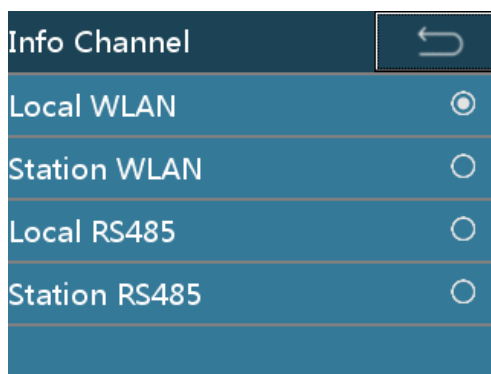 Info Channel
Local WLAN
Station WLAN
Local RS485
Station RS485